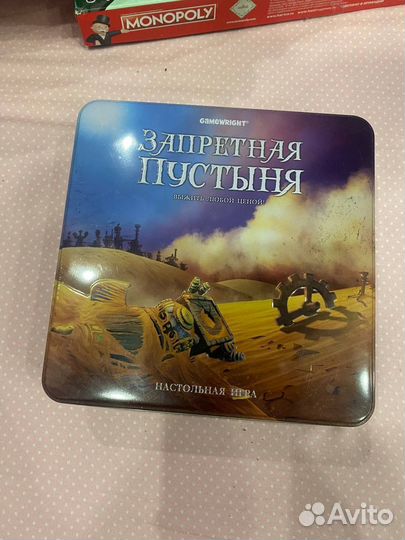 MONOPOLY
GAMEWRIGHT®
ЗАПРЕТНАЯ
ПУСТЫНЯ
ВЫЖИТЬ ЛЮБОЙ ЦЕНОЙ!
НАСТОЛЬНАЯ ИГРА
Avito